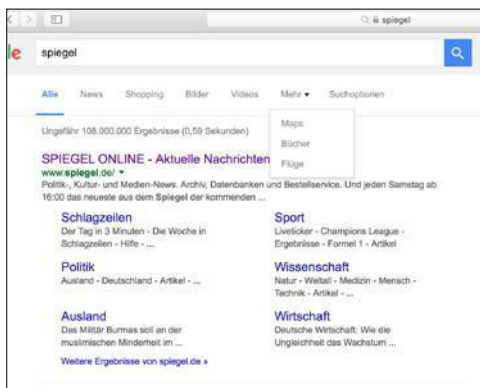 spiegel
le spiegel
Alle News Shopping Bilder Videos Mehr ▾ Suchoptionen
Maps
Bücher
Flüge
Ungefähr 108.000.000 Ergebnisse (0,59 Sekunden)
SPIEGEL ONLINE - Aktuelle Nachrichten
www.spiegel.de/ ▾
Politik-, Kultur- und Medien-News. Archiv, Datenbanken und Bestellservice. Und jeden Samstag ab
16:00 das neueste aus dem Spiegel der kommenden ...
Schlagzeilen
Der Tag in 3 Minuten - Die Woche in
Schlagzeilen - Hilfe - ...
Sport
Liveticker - Champions League -
Ergebnisse - Formel 1 - Artikel
Politik
Ausland - Deutschland - Artikel - ...
Wissenschaft
Natur - Weltall - Medizin - Mensch -
Technik - Artikel - ...
Ausland
Das Militär Burmas soll an der
muslimischen Minderheit im ...
Wirtschaft
Deutsche Wirtschaft: Wie die
Ungleichheit das Wachstum ...
Weitere Ergebnisse von spiegel.de »